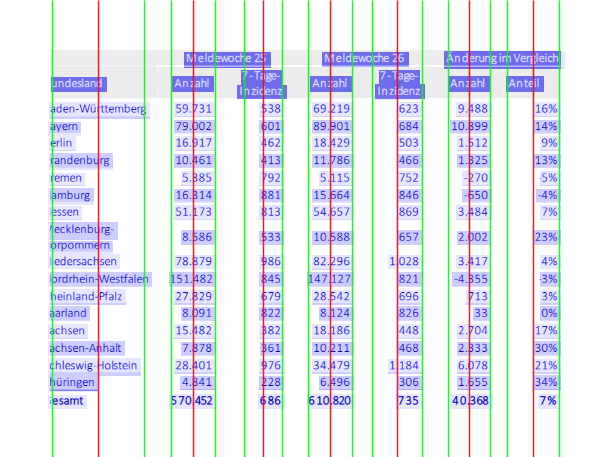 Meldewoche 25 Meldewoche 26 Änderung im Vergleich
undesland Anzahl 7-Tage-Inzidenz Anzahl 7-Tage-Inzidenz Anzahl Anteil
aden-Württemberg 59.731 538 69.219 623 9.488 16%
ayern 79.002 601 89.901 684 10.899 14%
erlin 16.917 462 18.429 503 1.512 9%
randenburg 10.461 413 11.786 466 1.325 13%
remen 5.385 792 5.115 752 -270 -5%
amburg 16.314 881 15.664 846 -650 -4%
essen 51.173 813 54.657 869 3.484 7%
Mecklenburg-
orpommern 8.586 533 10.588 657 2.002 23%
iedersachsen 78.879 986 82.296 1.028 3.417 4%
ordrhein-Westfalen 151.482 845 147.127 821 -4.355 -3%
heinland-Pfalz 27.829 679 28.542 696 713 3%
aarland 8.091 822 8.124 826 33 0%
achsen 15.482 382 18.186 448 2.704 17%
achsen-Anhalt 7.878 361 10.211 468 2.333 30%
chleswig-Holstein 28.401 976 34.479 1.184 6.078 21%
hüringen 4.841 228 6.496 306 1.655 34%
esamt 570.452 686 610.820 735 40.368 7%